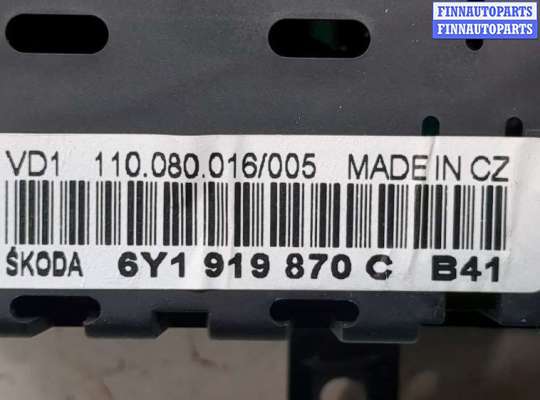 FINNAUTOPARTS
FINNAUTOPARTS
VD1 110.080.016/005 MADE IN CZ
ŠKODA 6Y1 919 870 C B41